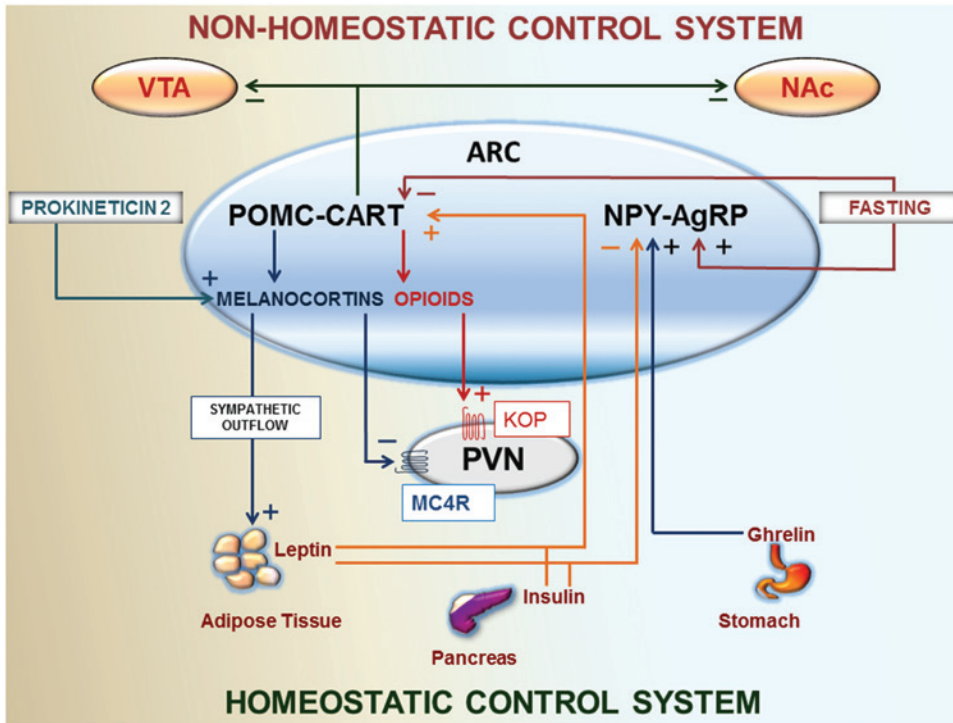 NON-HOMEOSTATIC CONTROL SYSTEM
VTA
NAc
−
−
ARC
PROKINETICIN 2
POMC-CART
−
+
NPY-AgRP
−
+
+
FASTING
+
MELANOCORTINS
OPIOIDS
SYMPATHETIC
OUTFLOW
+
KOP
−
PVN
MC4R
+
Leptin
Ghrelin
Insulin
Adipose Tissue
Stomach
Pancreas
HOMEOSTATIC CONTROL SYSTEM